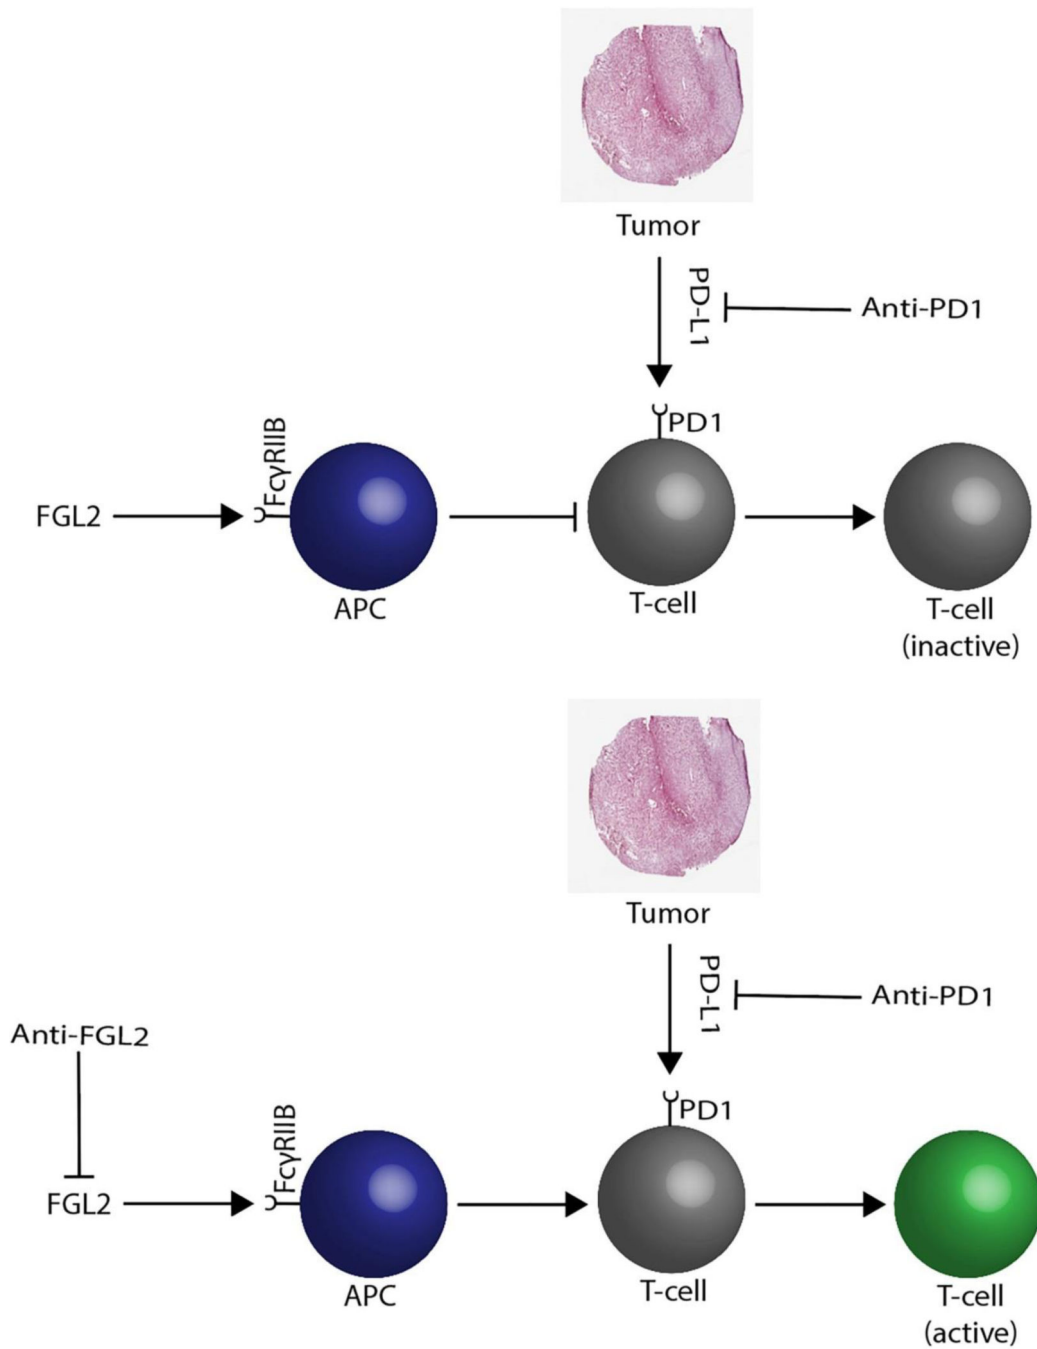 Tumor
PD-L1
Anti-PD1
PD1
FcγRIIB
FGL2
APC
T-cell
T-cell
(inactive)
Tumor
PD-L1
Anti-PD1
Anti-FGL2
PD1
FcγRIIB
FGL2
APC
T-cell
T-cell
(active)